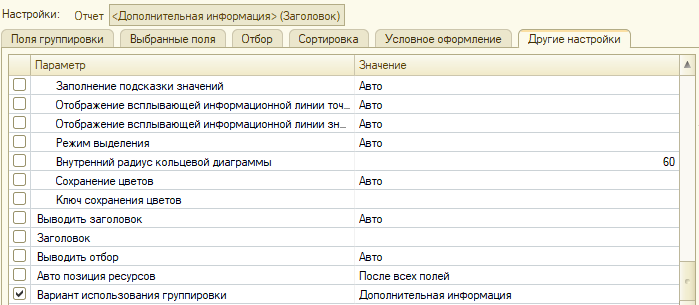 Настройки: Отчет <Дополнительная информация> (Заголовок)
Поля группировки Выбранные поля Отбор Сортировка Условное оформление Другие настройки
Параметр Значение
Заполнение подсказки значений Авто
Отображение всплывающей информационной линии точ... Авто
Отображение всплывающей информационной линии зн... Авто
Режим выделения Авто
Внутренний радиус кольцевой диаграммы 60
Сохранение цветов Авто
Ключ сохранения цветов
Выводить заголовок Авто
Заголовок
Выводить отбор Авто
Авто позиция ресурсов После всех полей
Вариант использования группировки Дополнительная информация